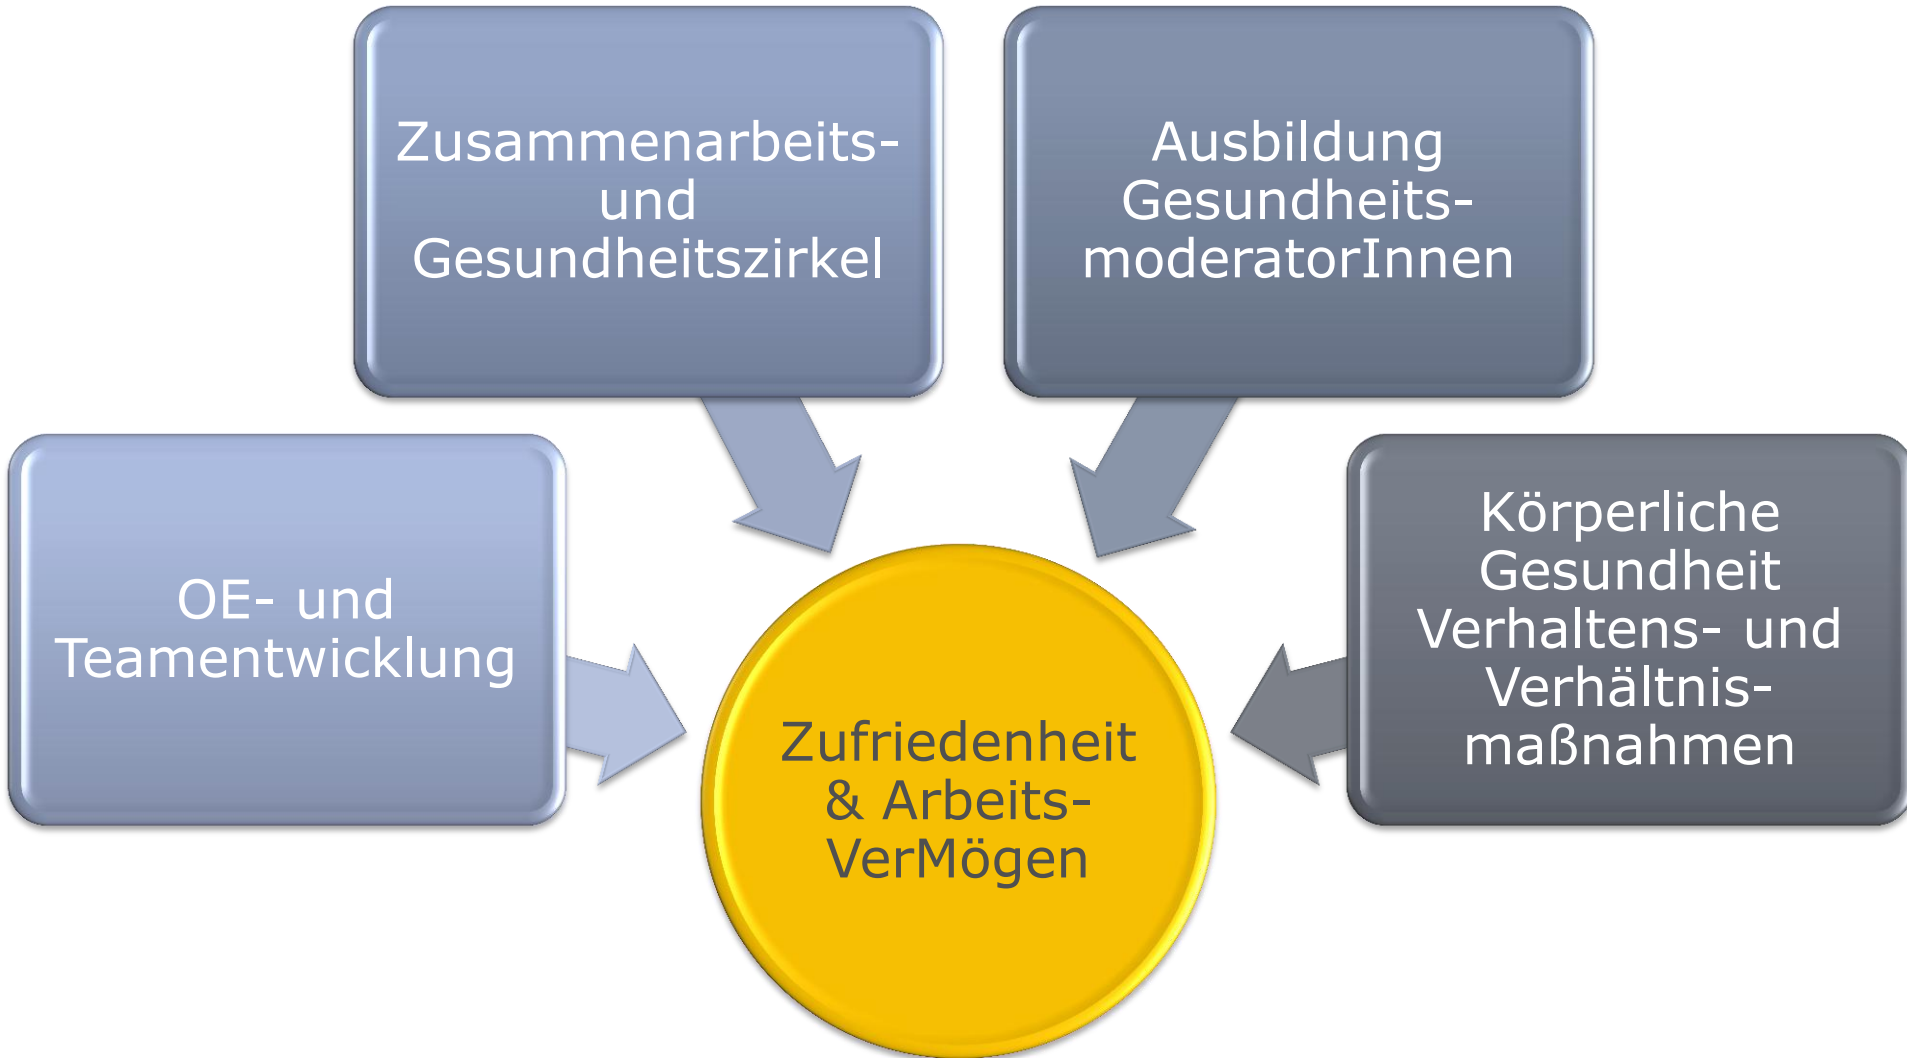 Zusammenarbeits-
und
Gesundheitszirkel
Ausbildung
Gesundheits-
moderatorInnen
OE- und
Teamentwicklung
Körperliche
Gesundheit
Verhaltens- und
Verhältnis-
maßnahmen
Zufriedenheit
& Arbeits-
VerMögen